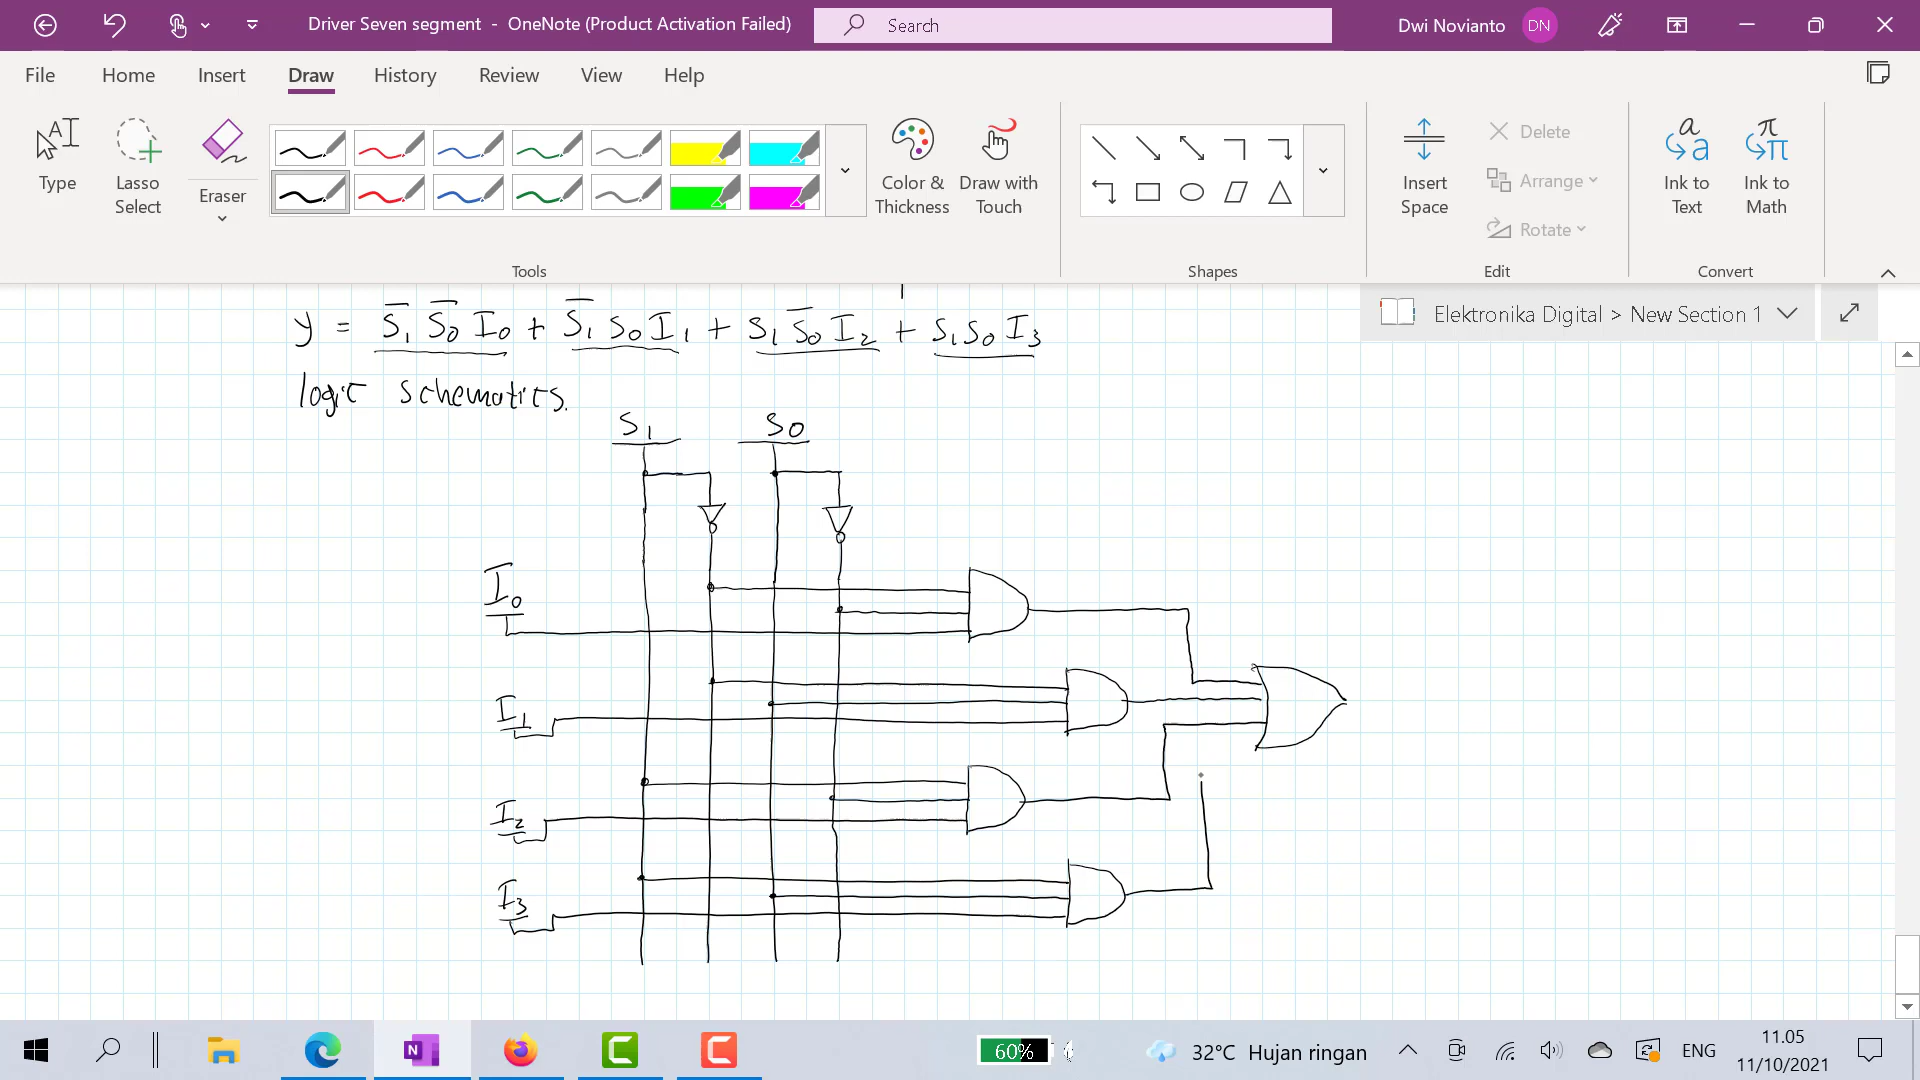 Driver Seven segment - OneNote (Product Activation Failed)
Search
Dwi Novianto
DN
File Home Insert Draw History Review View Help
Type
Lasso Select
Eraser
Color & Thickness
Draw with Touch
Insert Space
Delete
Arrange
Rotate
Ink to Text
Ink to Math
Tools
Shapes
Edit
Convert
Elektronika Digital > New Section 1
y = S̅₁ S̅₀ I₀ + S̅₁ S₀ I₁ + S₁ S̅₀ I₂ + S₁ S₀ I₃
logic schematics.
S₁ S₀
I₀
I₁
I₂
I₃
60%
32°C Hujan ringan
ENG
11.05
11/10/2021